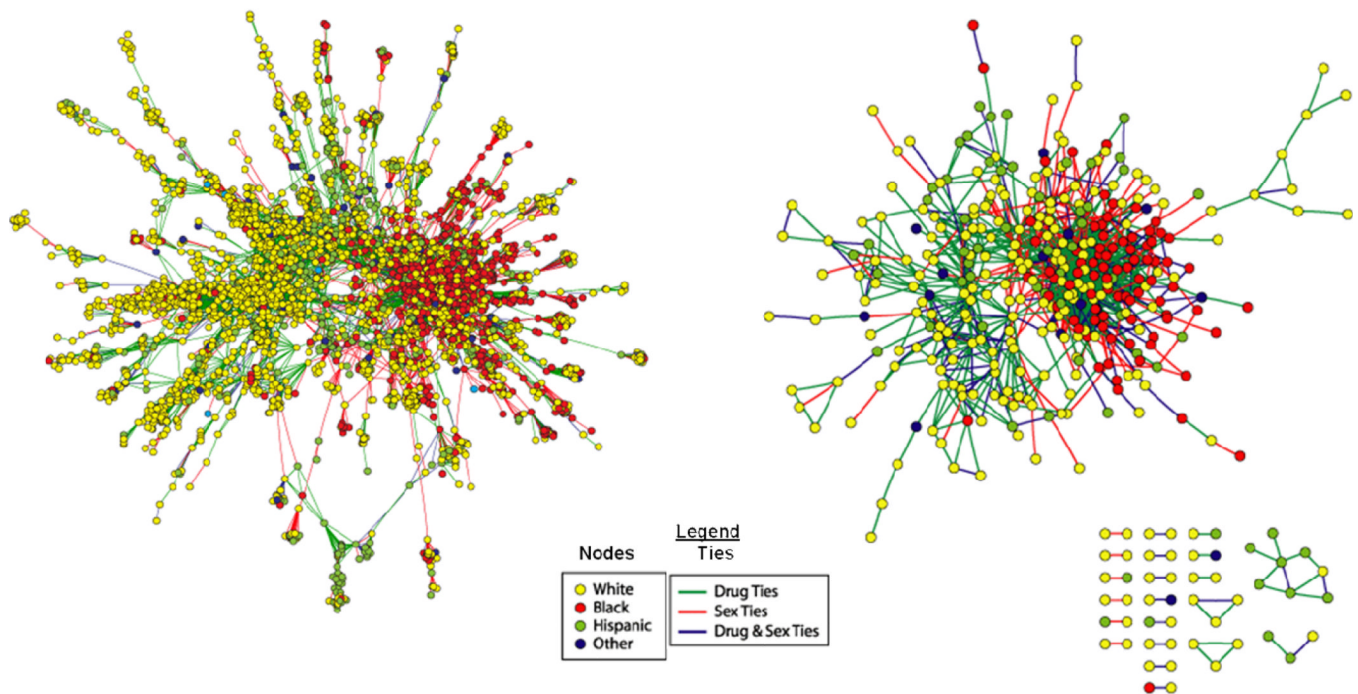 Legend
Nodes
Ties
White
Black
Hispanic
Other
Drug Ties
Sex Ties
Drug & Sex Ties